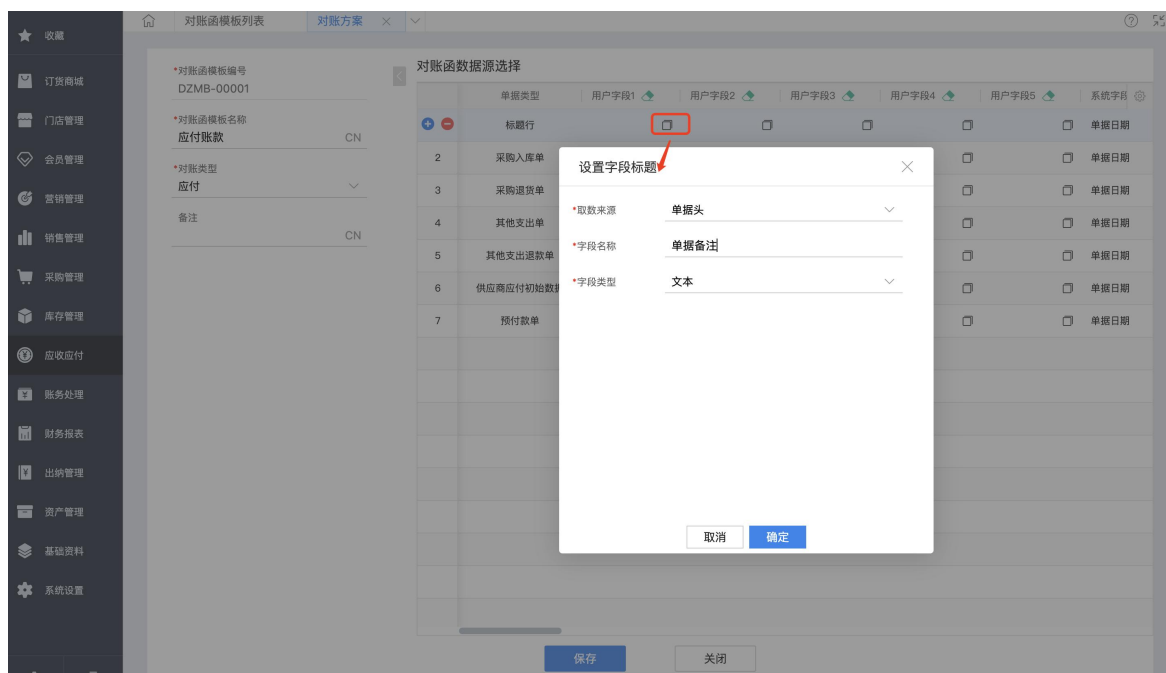 对账函模板列表
对账方案
收藏
订货商城
门店管理
会员管理
营销管理
销售管理
采购管理
库存管理
应收应付
账务处理
财务报表
出纳管理
资产管理
基础资料
系统设置
*对账函模板编号
DZMB-00001
*对账函模板名称
应付账款 CN
*对账类型
应付
备注
CN
对账函数据源选择
单据类型 用户字段1 用户字段2 用户字段3 用户字段4 用户字段5 系统字段
标题行 单据日期
2 采购入库单 单据日期
3 采购退货单 单据日期
4 其他支出单 单据日期
5 其他支出退款单 单据日期
6 供应商应付初始数据 单据日期
7 预付款单 单据日期
设置字段标题
*取数来源 单据头
*字段名称 单据备注
*字段类型 文本
取消 确定
保存 关闭